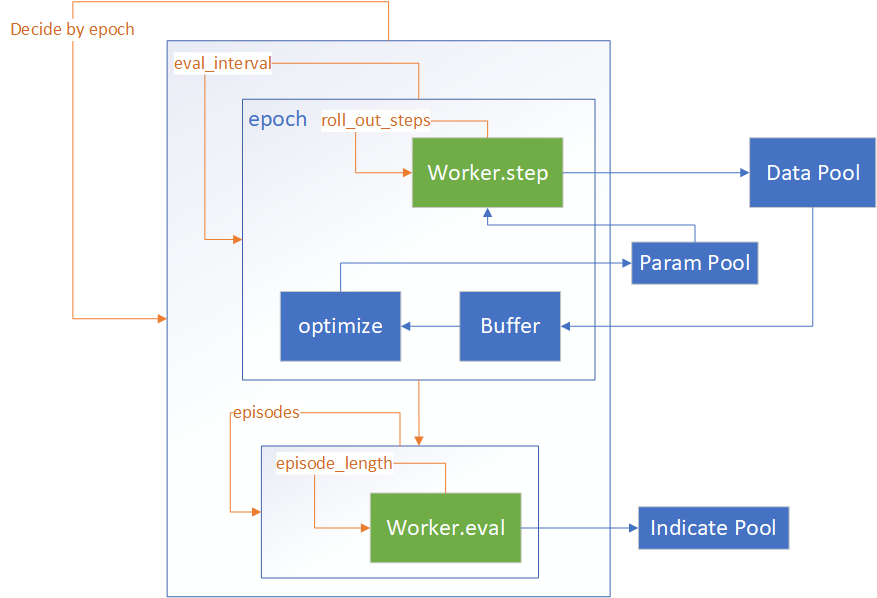 Decide by epoch
eval_interval
epoch
roll_out_steps
Worker.step
Data Pool
Param Pool
optimize
Buffer
episodes
episode_length
Worker.eval
Indicate Pool